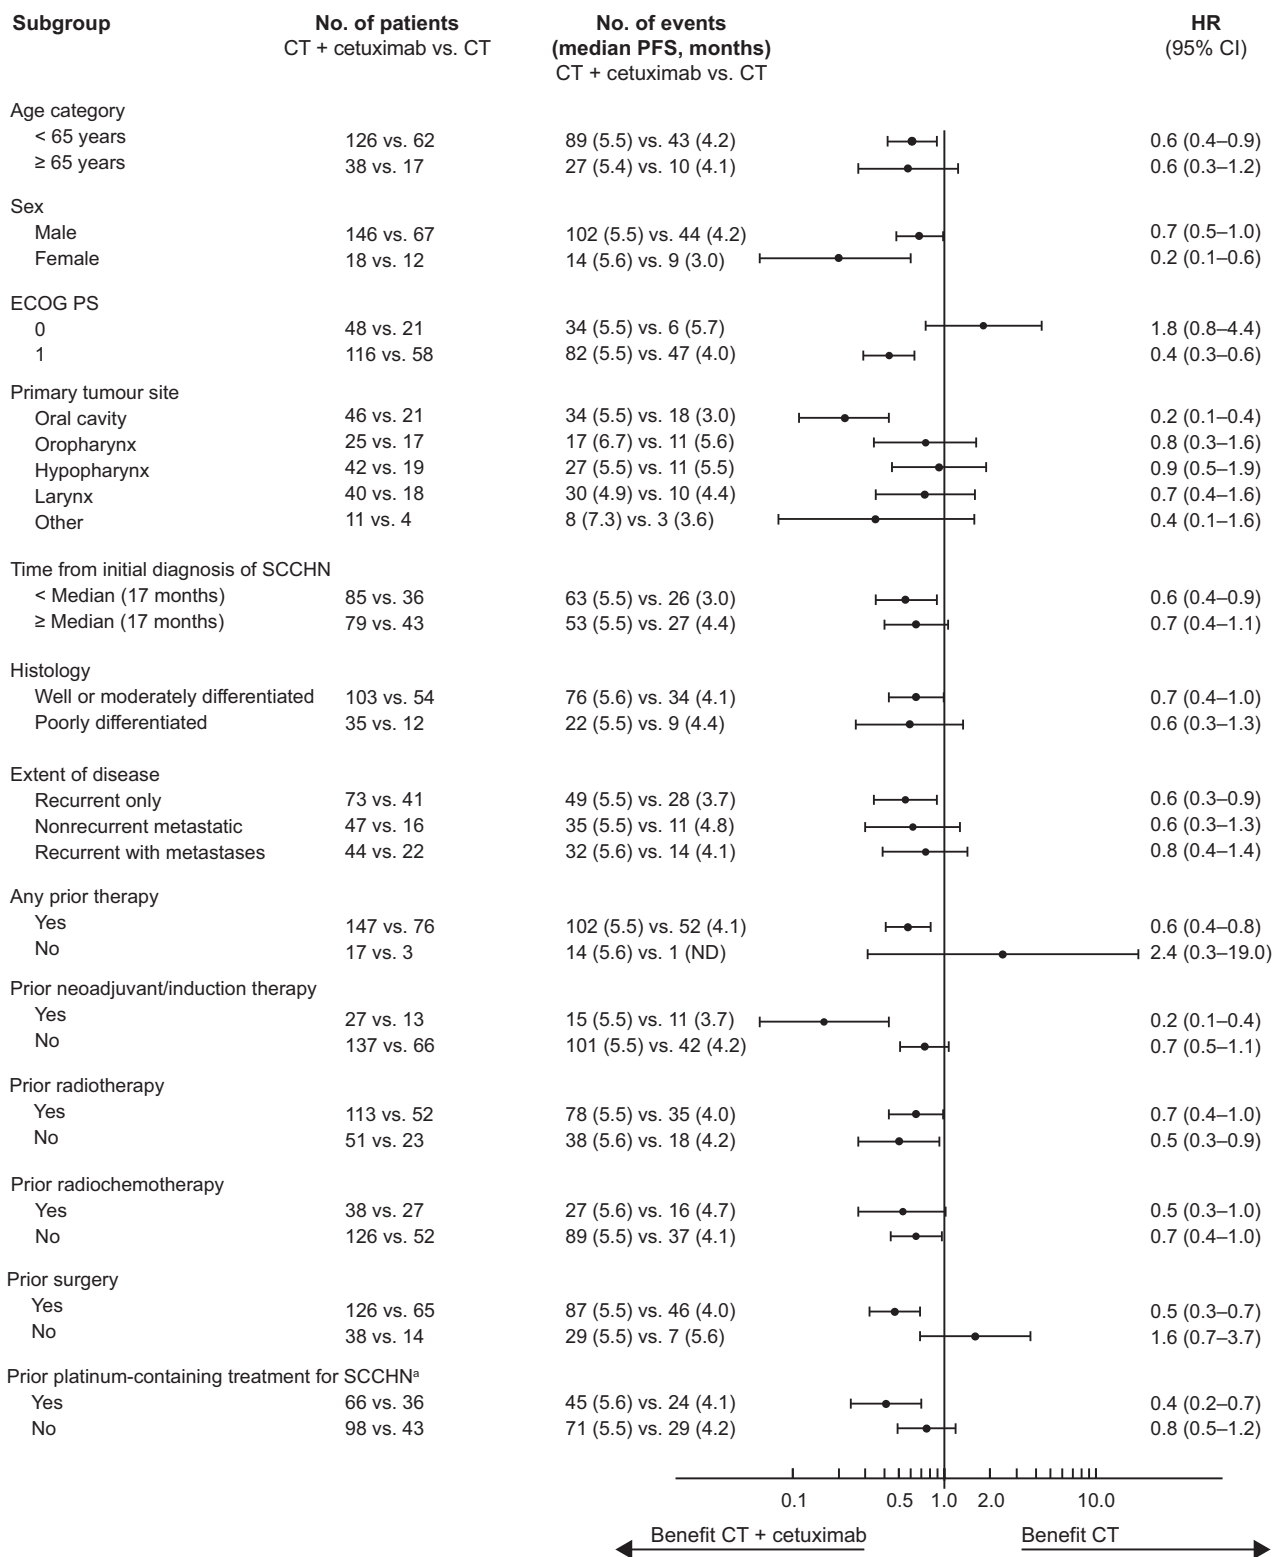 Subgroup No. of patients No. of events HR
CT + cetuximab vs. CT (median PFS, months) (95% CI)
CT + cetuximab vs. CT
Age category
< 65 years 126 vs. 62 89 (5.5) vs. 43 (4.2) 0.6 (0.4–0.9)
≥ 65 years 38 vs. 17 27 (5.4) vs. 10 (4.1) 0.6 (0.3–1.2)
Sex
Male 146 vs. 67 102 (5.5) vs. 44 (4.2) 0.7 (0.5–1.0)
Female 18 vs. 12 14 (5.6) vs. 9 (3.0) 0.2 (0.1–0.6)
ECOG PS
0 48 vs. 21 34 (5.5) vs. 6 (5.7) 1.8 (0.8–4.4)
1 116 vs. 58 82 (5.5) vs. 47 (4.0) 0.4 (0.3–0.6)
Primary tumour site
Oral cavity 46 vs. 21 34 (5.5) vs. 18 (3.0) 0.2 (0.1–0.4)
Oropharynx 25 vs. 17 17 (6.7) vs. 11 (5.6) 0.8 (0.3–1.6)
Hypopharynx 42 vs. 19 27 (5.5) vs. 11 (5.5) 0.9 (0.5–1.9)
Larynx 40 vs. 18 30 (4.9) vs. 10 (4.4) 0.7 (0.4–1.6)
Other 11 vs. 4 8 (7.3) vs. 3 (3.6) 0.4 (0.1–1.6)
Time from initial diagnosis of SCCHN
< Median (17 months) 85 vs. 36 63 (5.5) vs. 26 (3.0) 0.6 (0.4–0.9)
≥ Median (17 months) 79 vs. 43 53 (5.5) vs. 27 (4.4) 0.7 (0.4–1.1)
Histology
Well or moderately differentiated 103 vs. 54 76 (5.6) vs. 34 (4.1) 0.7 (0.4–1.0)
Poorly differentiated 35 vs. 12 22 (5.5) vs. 9 (4.4) 0.6 (0.3–1.3)
Extent of disease
Recurrent only 73 vs. 41 49 (5.5) vs. 28 (3.7) 0.6 (0.3–0.9)
Nonrecurrent metastatic 47 vs. 16 35 (5.5) vs. 11 (4.8) 0.6 (0.3–1.3)
Recurrent with metastases 44 vs. 22 32 (5.6) vs. 14 (4.1) 0.8 (0.4–1.4)
Any prior therapy
Yes 147 vs. 76 102 (5.5) vs. 52 (4.1) 0.6 (0.4–0.8)
No 17 vs. 3 14 (5.6) vs. 1 (ND) 2.4 (0.3–19.0)
Prior neoadjuvant/induction therapy
Yes 27 vs. 13 15 (5.5) vs. 11 (3.7) 0.2 (0.1–0.4)
No 137 vs. 66 101 (5.5) vs. 42 (4.2) 0.7 (0.5–1.1)
Prior radiotherapy
Yes 113 vs. 52 78 (5.5) vs. 35 (4.0) 0.7 (0.4–1.0)
No 51 vs. 23 38 (5.6) vs. 18 (4.2) 0.5 (0.3–0.9)
Prior radiochemotherapy
Yes 38 vs. 27 27 (5.6) vs. 16 (4.7) 0.5 (0.3–1.0)
No 126 vs. 52 89 (5.5) vs. 37 (4.1) 0.7 (0.4–1.0)
Prior surgery
Yes 126 vs. 65 87 (5.5) vs. 46 (4.0) 0.5 (0.3–0.7)
No 38 vs. 14 29 (5.5) vs. 7 (5.6) 1.6 (0.7–3.7)
Prior platinum-containing treatment for SCCHNᵃ
Yes 66 vs. 36 45 (5.6) vs. 24 (4.1) 0.4 (0.2–0.7)
No 98 vs. 43 71 (5.5) vs. 29 (4.2) 0.8 (0.5–1.2)
0.1 0.5 1.0 2.0 10.0
Benefit CT + cetuximab Benefit CT